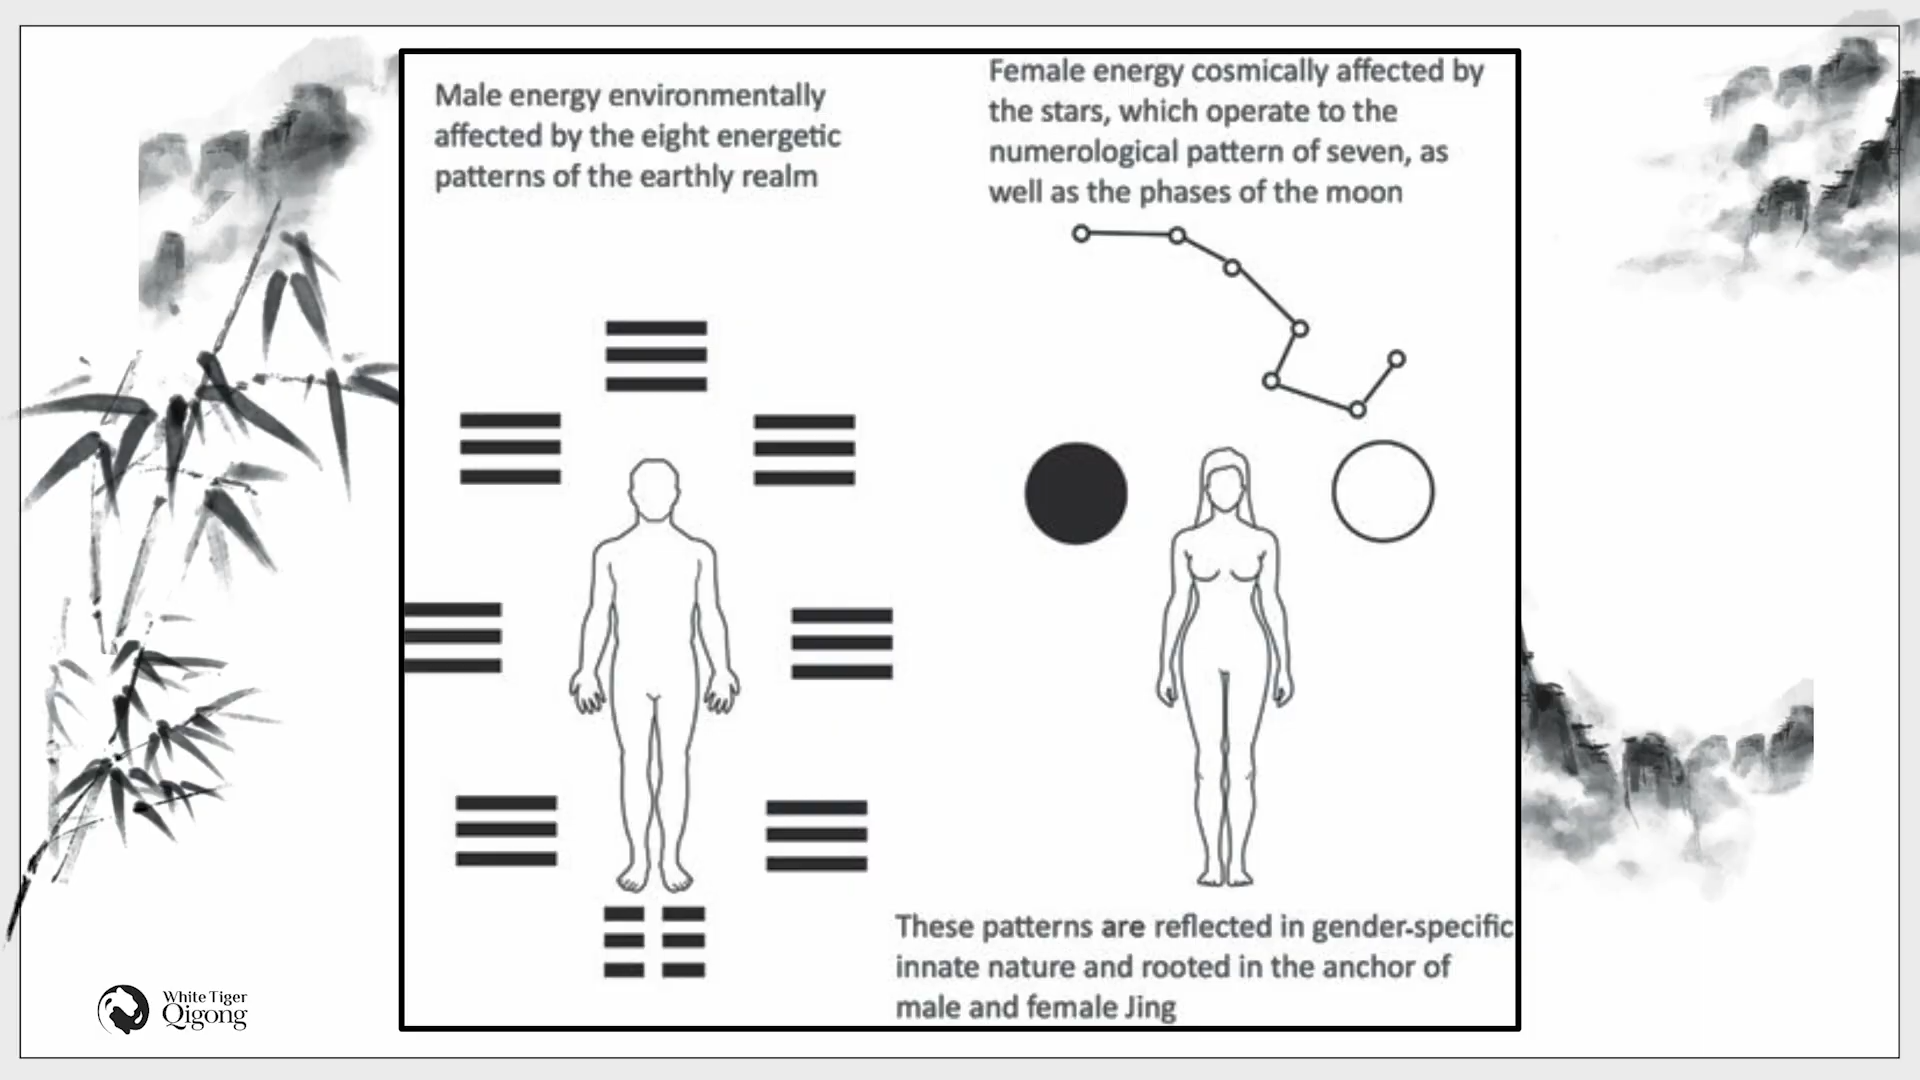 Male energy environmentally
affected by the eight energetic
patterns of the earthly realm
Female energy cosmically affected by
the stars, which operate to the
numerological pattern of seven, as
well as the phases of the moon
These patterns are reflected in gender-specific
innate nature and rooted in the anchor of
male and female Jing
White Tiger
Qigong